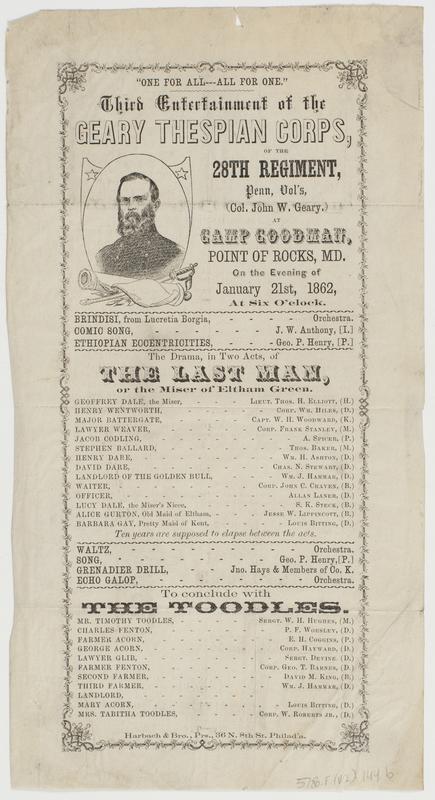 "ONE FOR ALL---ALL FOR ONE."
Third Entertainment of the
GEARY THESPIAN CORPS,
OF THE
28TH REGIMENT,
Penn, Vol's,
(Col. John W. Geary.)
AT
CAMP GOODMAN,
POINT OF ROCKS, MD.
On the Evening of
January 21st, 1862,
At Six O'clock.
BRINDISI, from Lucretia Borgia, - - - - Orchestra.
COMIC SONG, - - - - - - J. W. Anthony, [I.]
ETHIOPIAN ECCENTRICITIES, - - - Geo. P. Henry, [P.]
The Drama, in Two Acts, of
THE LAST MAN,
or the Miser of Eltham Green.
GEOFFREY DALE, the Miser, - - - Lieut. Thos. H. Elliott, (H.)
HENRY WENTWORTH, - - - - Corp. Wm. Hiles, (D.)
MAJOR BATTERGATE, - - - - Capt. W. H. Woodward, (K.)
LAWYER WEAVER, - - - - Corp. Frank Stanley, (M.)
JACOB CODLING, - - - - - A. Spicer, (P.)
STEPHEN BALLARD, - - - - - Thos. Baker, (M.)
HENRY DARE, - - - - - Wm. H. Ashton, (D.)
DAVID DARE, - - - - - Chas. N. Stewart, (D.)
LANDLORD OF THE GOLDEN BULL, - - - Wm. J. Hammar, (D.)
WAITER, - - - - - Corp. John C. Craven, (B.)
OFFICER, - - - - - Allan Laner, (D.)
LUCY DALE, the Miser's Niece, - - - - S. K. Steck, (B.)
ALICE GURTON, Old Maid of Eltham, - - - Jesse W. Lippincott, (B.)
BARBARA GAY, Pretty Maid of Kent, - - - Louis Bitting, (D.)
Ten years are supposed to elapse between the acts.
WALTZ, - - - - - - Orchestra.
SONG, - - - - - - Geo. P. Henry,[P.]
GRENADIER DRILL, - - - Jno. Hays & Members of Co. K.
ECHO GALOP, - - - - - Orchestra.
To conclude with
THE TOODLES.
MR. TIMOTHY TOODLES, - - - Sergt. W. H. Hughes, (M.)
CHARLES FENTON, - - - - P. F. Worsley, (D.)
FARMER ACORN, - - - - E. H. Coggins, (P.)
GEORGE ACORN, - - - - Corp. Hayward, (D.)
LAWYER GLIB, - - - - Sergt. Devine. (D.)
FARMER FENTON, - - - - Corp. Geo. T. Barnes, (D.)
SECOND FARMER, - - - - David M. King, (B.)
THIRD FARMER, - - - - Wm. J. Hammar, (D.)
LANDLORD, - - - -
MARY ACORN, - - - - Louis Bitting, (D.)
MRS. TABITHA TOODLES, - - - Corp. W. Roberts jr., (D.)
Harbach & Bro., Prs., 36 N. 8th St. Philad'a.